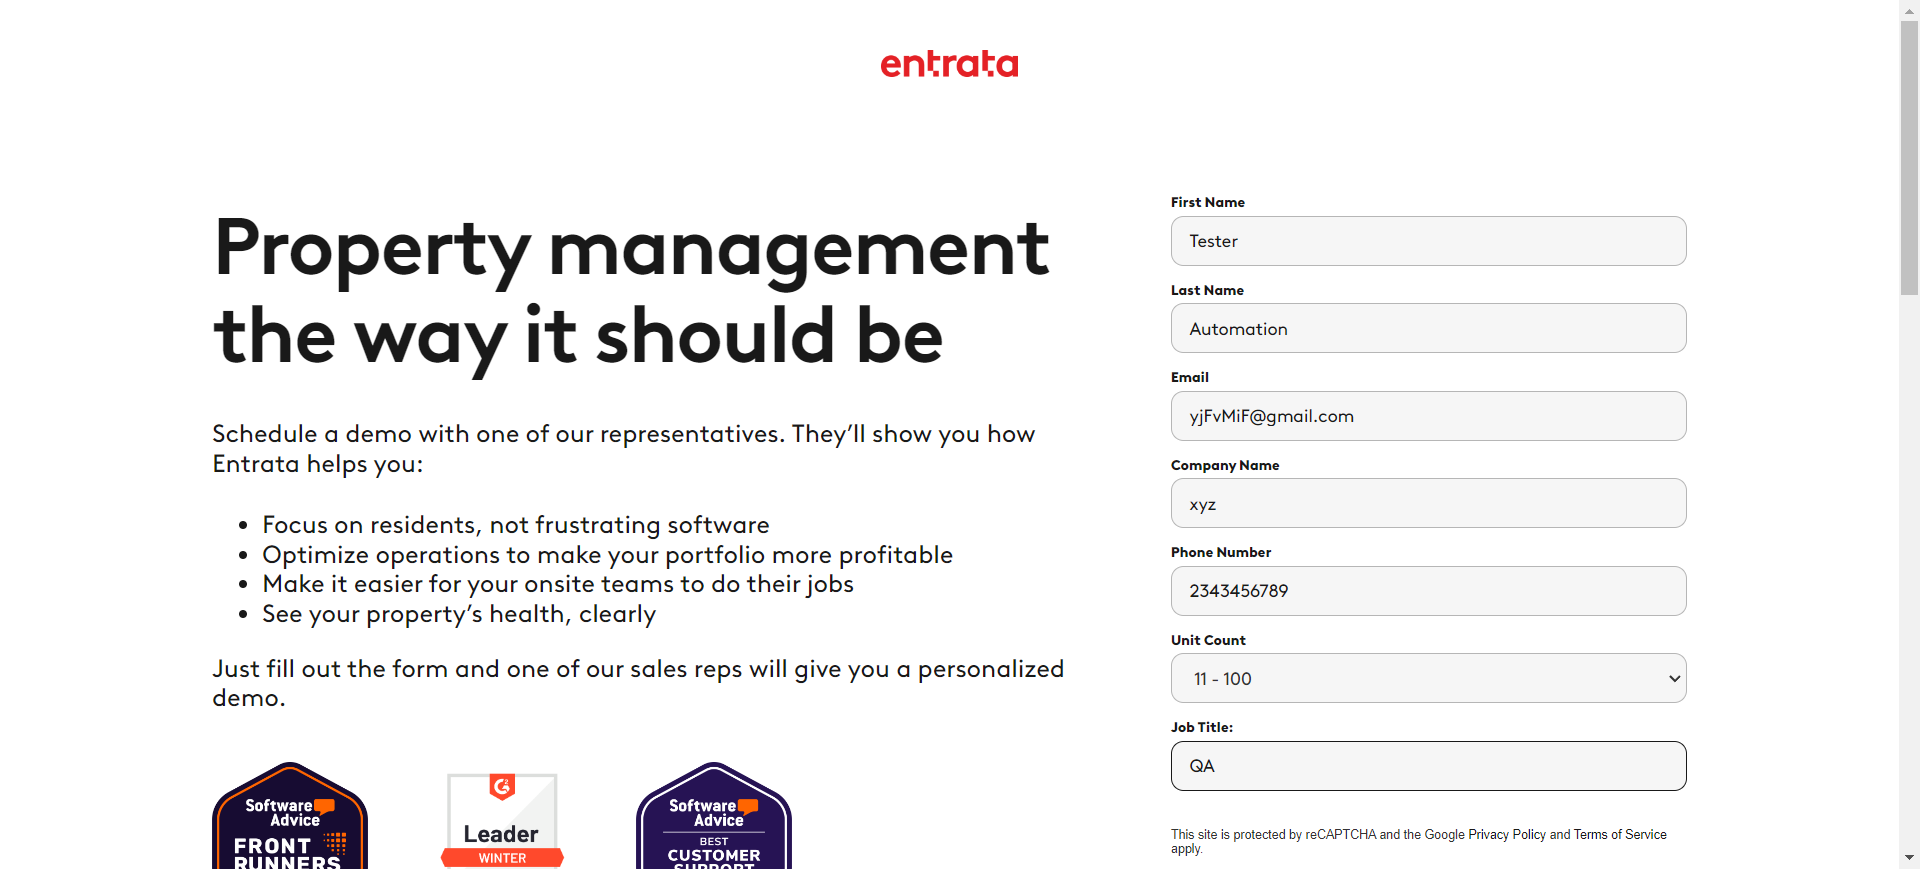 entrata
Property management
the way it should be
Schedule a demo with one of our representatives. They’ll show you how
Entrata helps you:
• Focus on residents, not frustrating software
• Optimize operations to make your portfolio more profitable
• Make it easier for your onsite teams to do their jobs
• See your property’s health, clearly
Just fill out the form and one of our sales reps will give you a personalized
demo.
Software
Advice
FRONT
RUNNERS
G2
Leader
WINTER
Software
Advice
BEST
CUSTOMER
SUPPORT
First Name
Tester
Last Name
Automation
Email
yjFvMiF@gmail.com
Company Name
xyz
Phone Number
2343456789
Unit Count
11 - 100
Job Title:
QA
This site is protected by reCAPTCHA and the Google Privacy Policy and Terms of Service
apply.